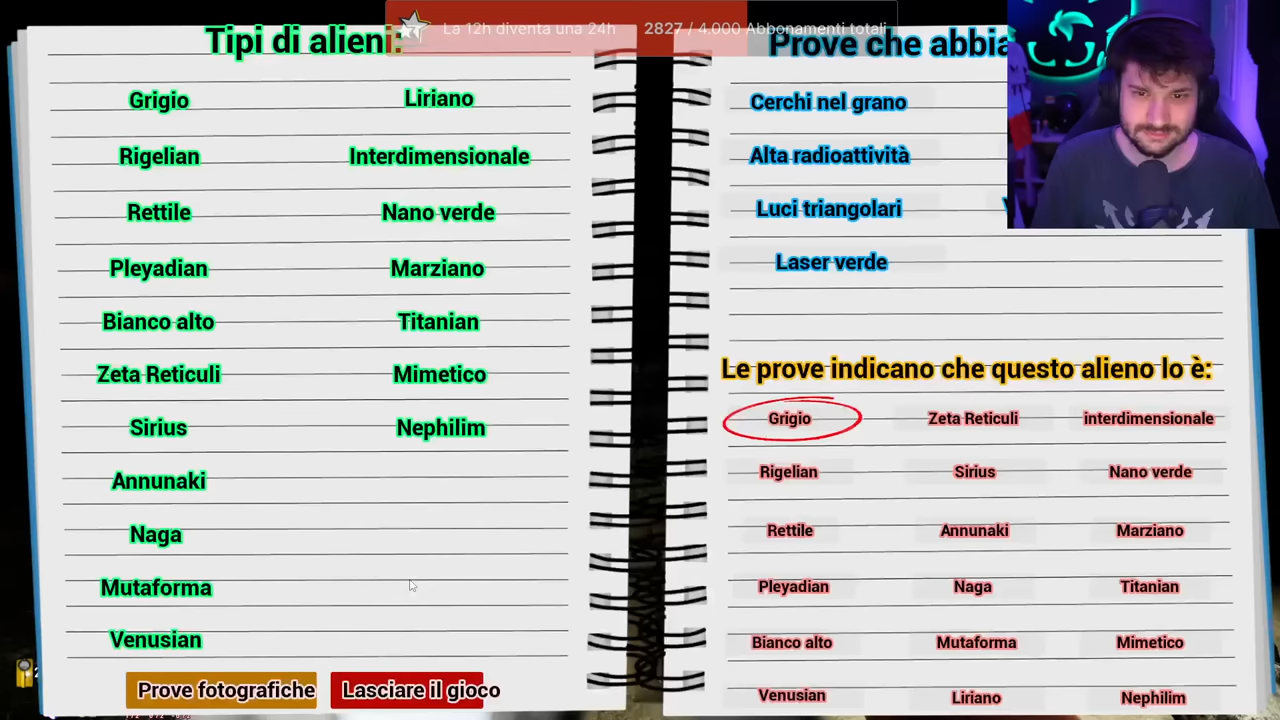 La 12h diventa una 24h 2827 / 4.000 Abbonamenti totali
Tipi di alieni:
Grigio Liriano
Rigelian Interdimensionale
Rettile Nano verde
Pleyadian Marziano
Bianco alto Titanian
Zeta Reticuli Mimetico
Sirius Nephilim
Annunaki
Naga
Mutaforma
Venusian
Prove fotografiche Lasciare il gioco
Prove che abbia
Cerchi nel grano
Alta radioattività
Luci triangolari
Laser verde
Le prove indicano che questo alieno lo è:
Grigio Zeta Reticuli interdimensionale
Rigelian Sirius Nano verde
Rettile Annunaki Marziano
Pleyadian Naga Titanian
Bianco alto Mutaforma Mimetico
Venusian Liriano Nephilim